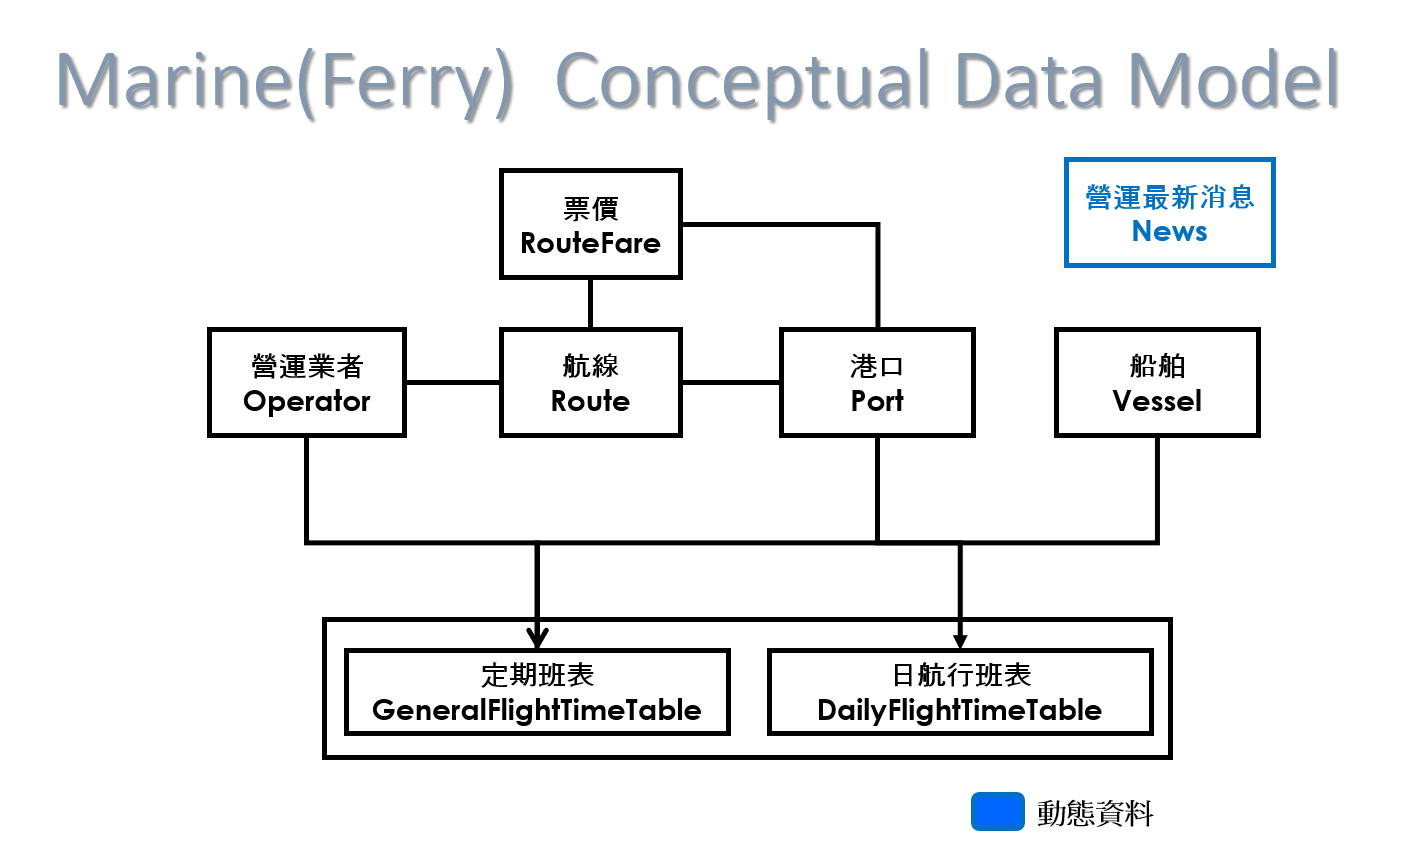 Marine(Ferry) Conceptual Data Model
營運最新消息
News
票價
RouteFare
營運業者
Operator
航線
Route
港口
Port
船舶
Vessel
定期班表
GeneralFlightTimeTable
日航行班表
DailyFlightTimeTable
動態資料